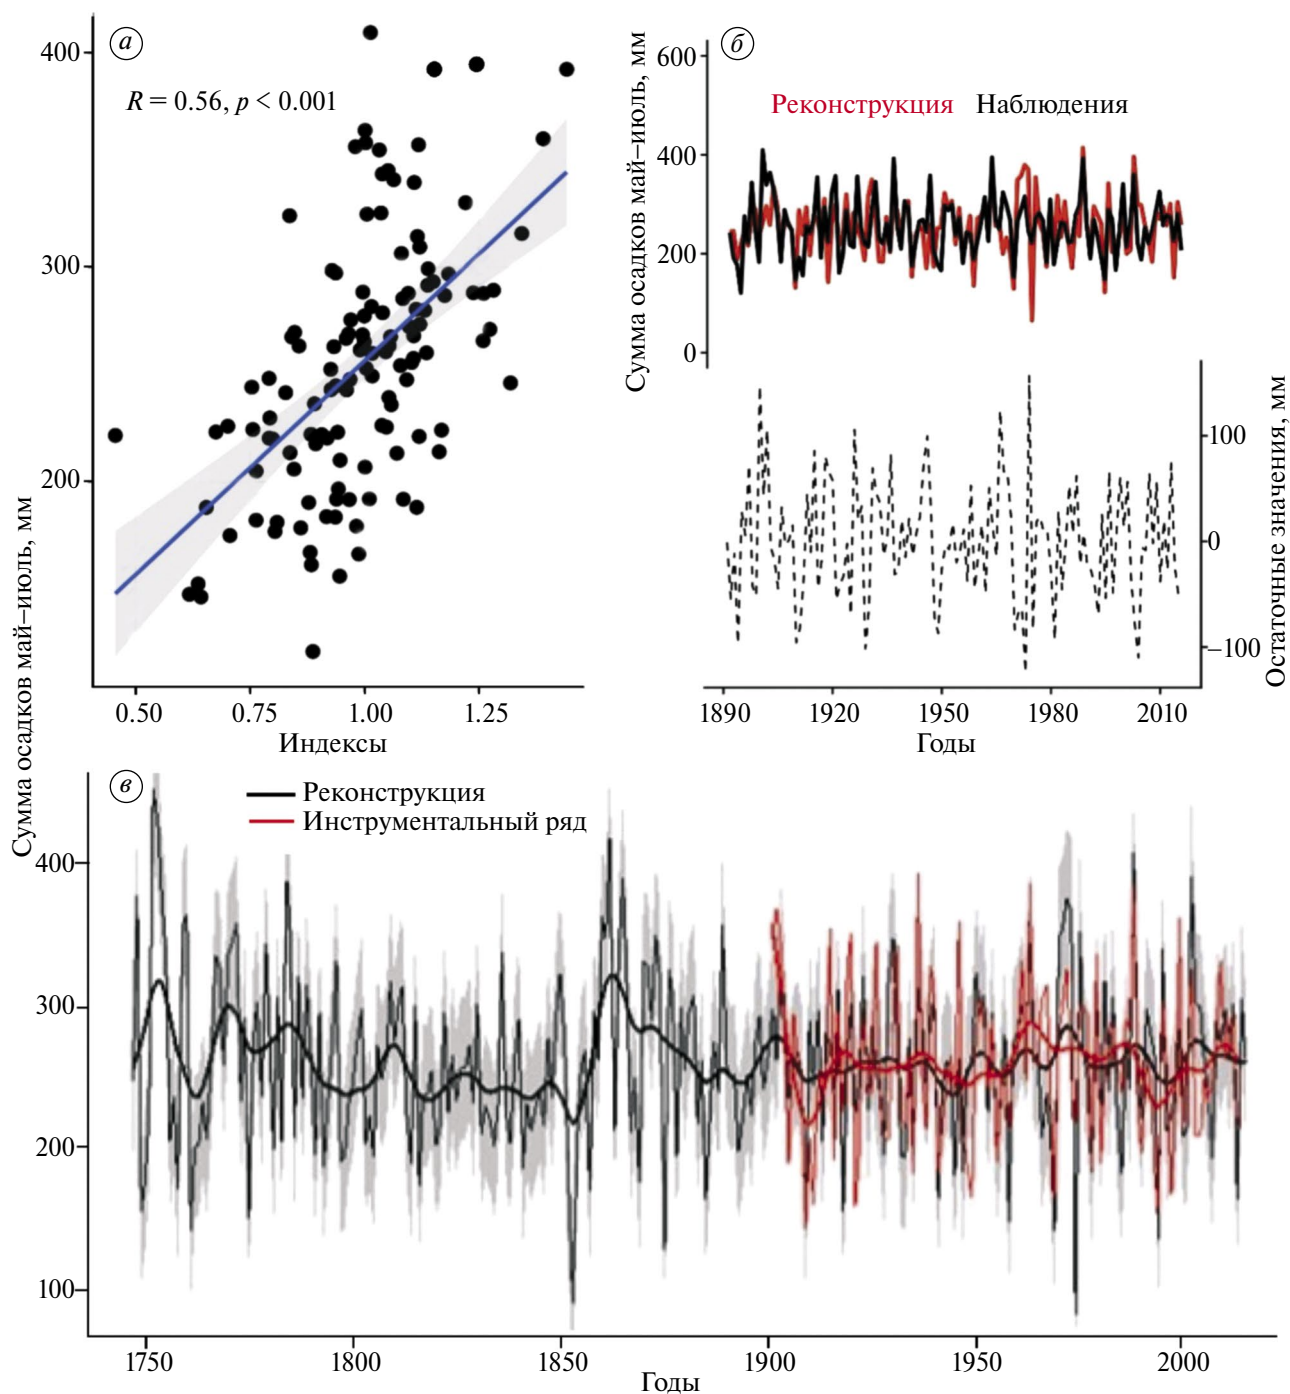 а
R = 0.56, p < 0.001
400
300
200
0.50 0.75 1.00 1.25
Индексы
Сумма осадков май–июль, мм
б
Сумма осадков май–июль, мм
600
400
200
0
Реконструкция Наблюдения
100
0
–100
Остаточные значения, мм
1890 1920 1950 1980 2010
Годы
в
Реконструкция
Инструментальный ряд
400
300
200
100
1750 1800 1850 1900 1950 2000
Годы